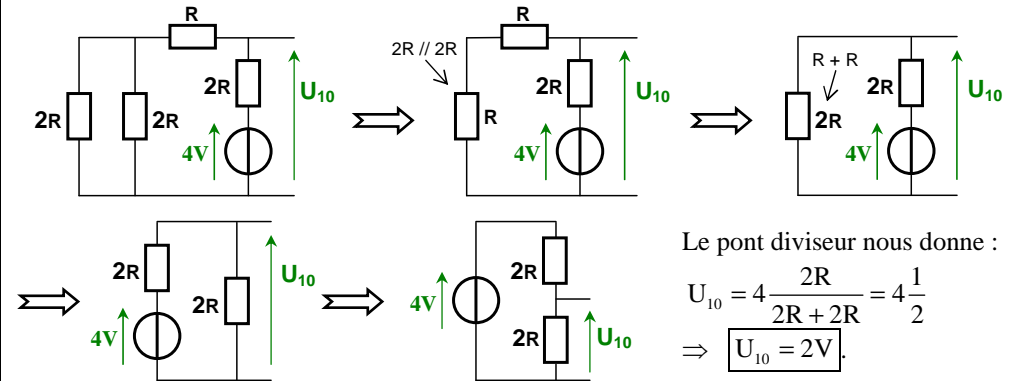 R
2R
2R
2R
4V
U₁₀
2R // 2R
R
R
2R
4V
U₁₀
R + R
2R
2R
4V
U₁₀
2R
4V
2R
U₁₀
4V
2R
2R
U₁₀
Le pont diviseur nous donne :
U₁₀ = 4 2R / (2R + 2R) = 4 1/2
⇒ U₁₀ = 2V.